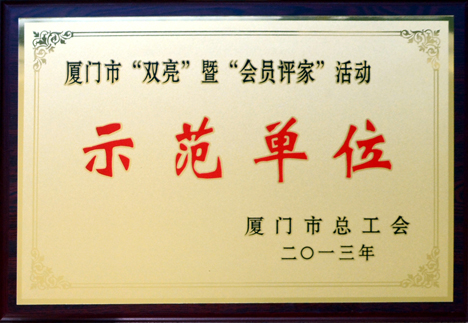 厦门市“双亮”暨“会员评家”活动
示范单位
厦门市总工会
二〇一三年